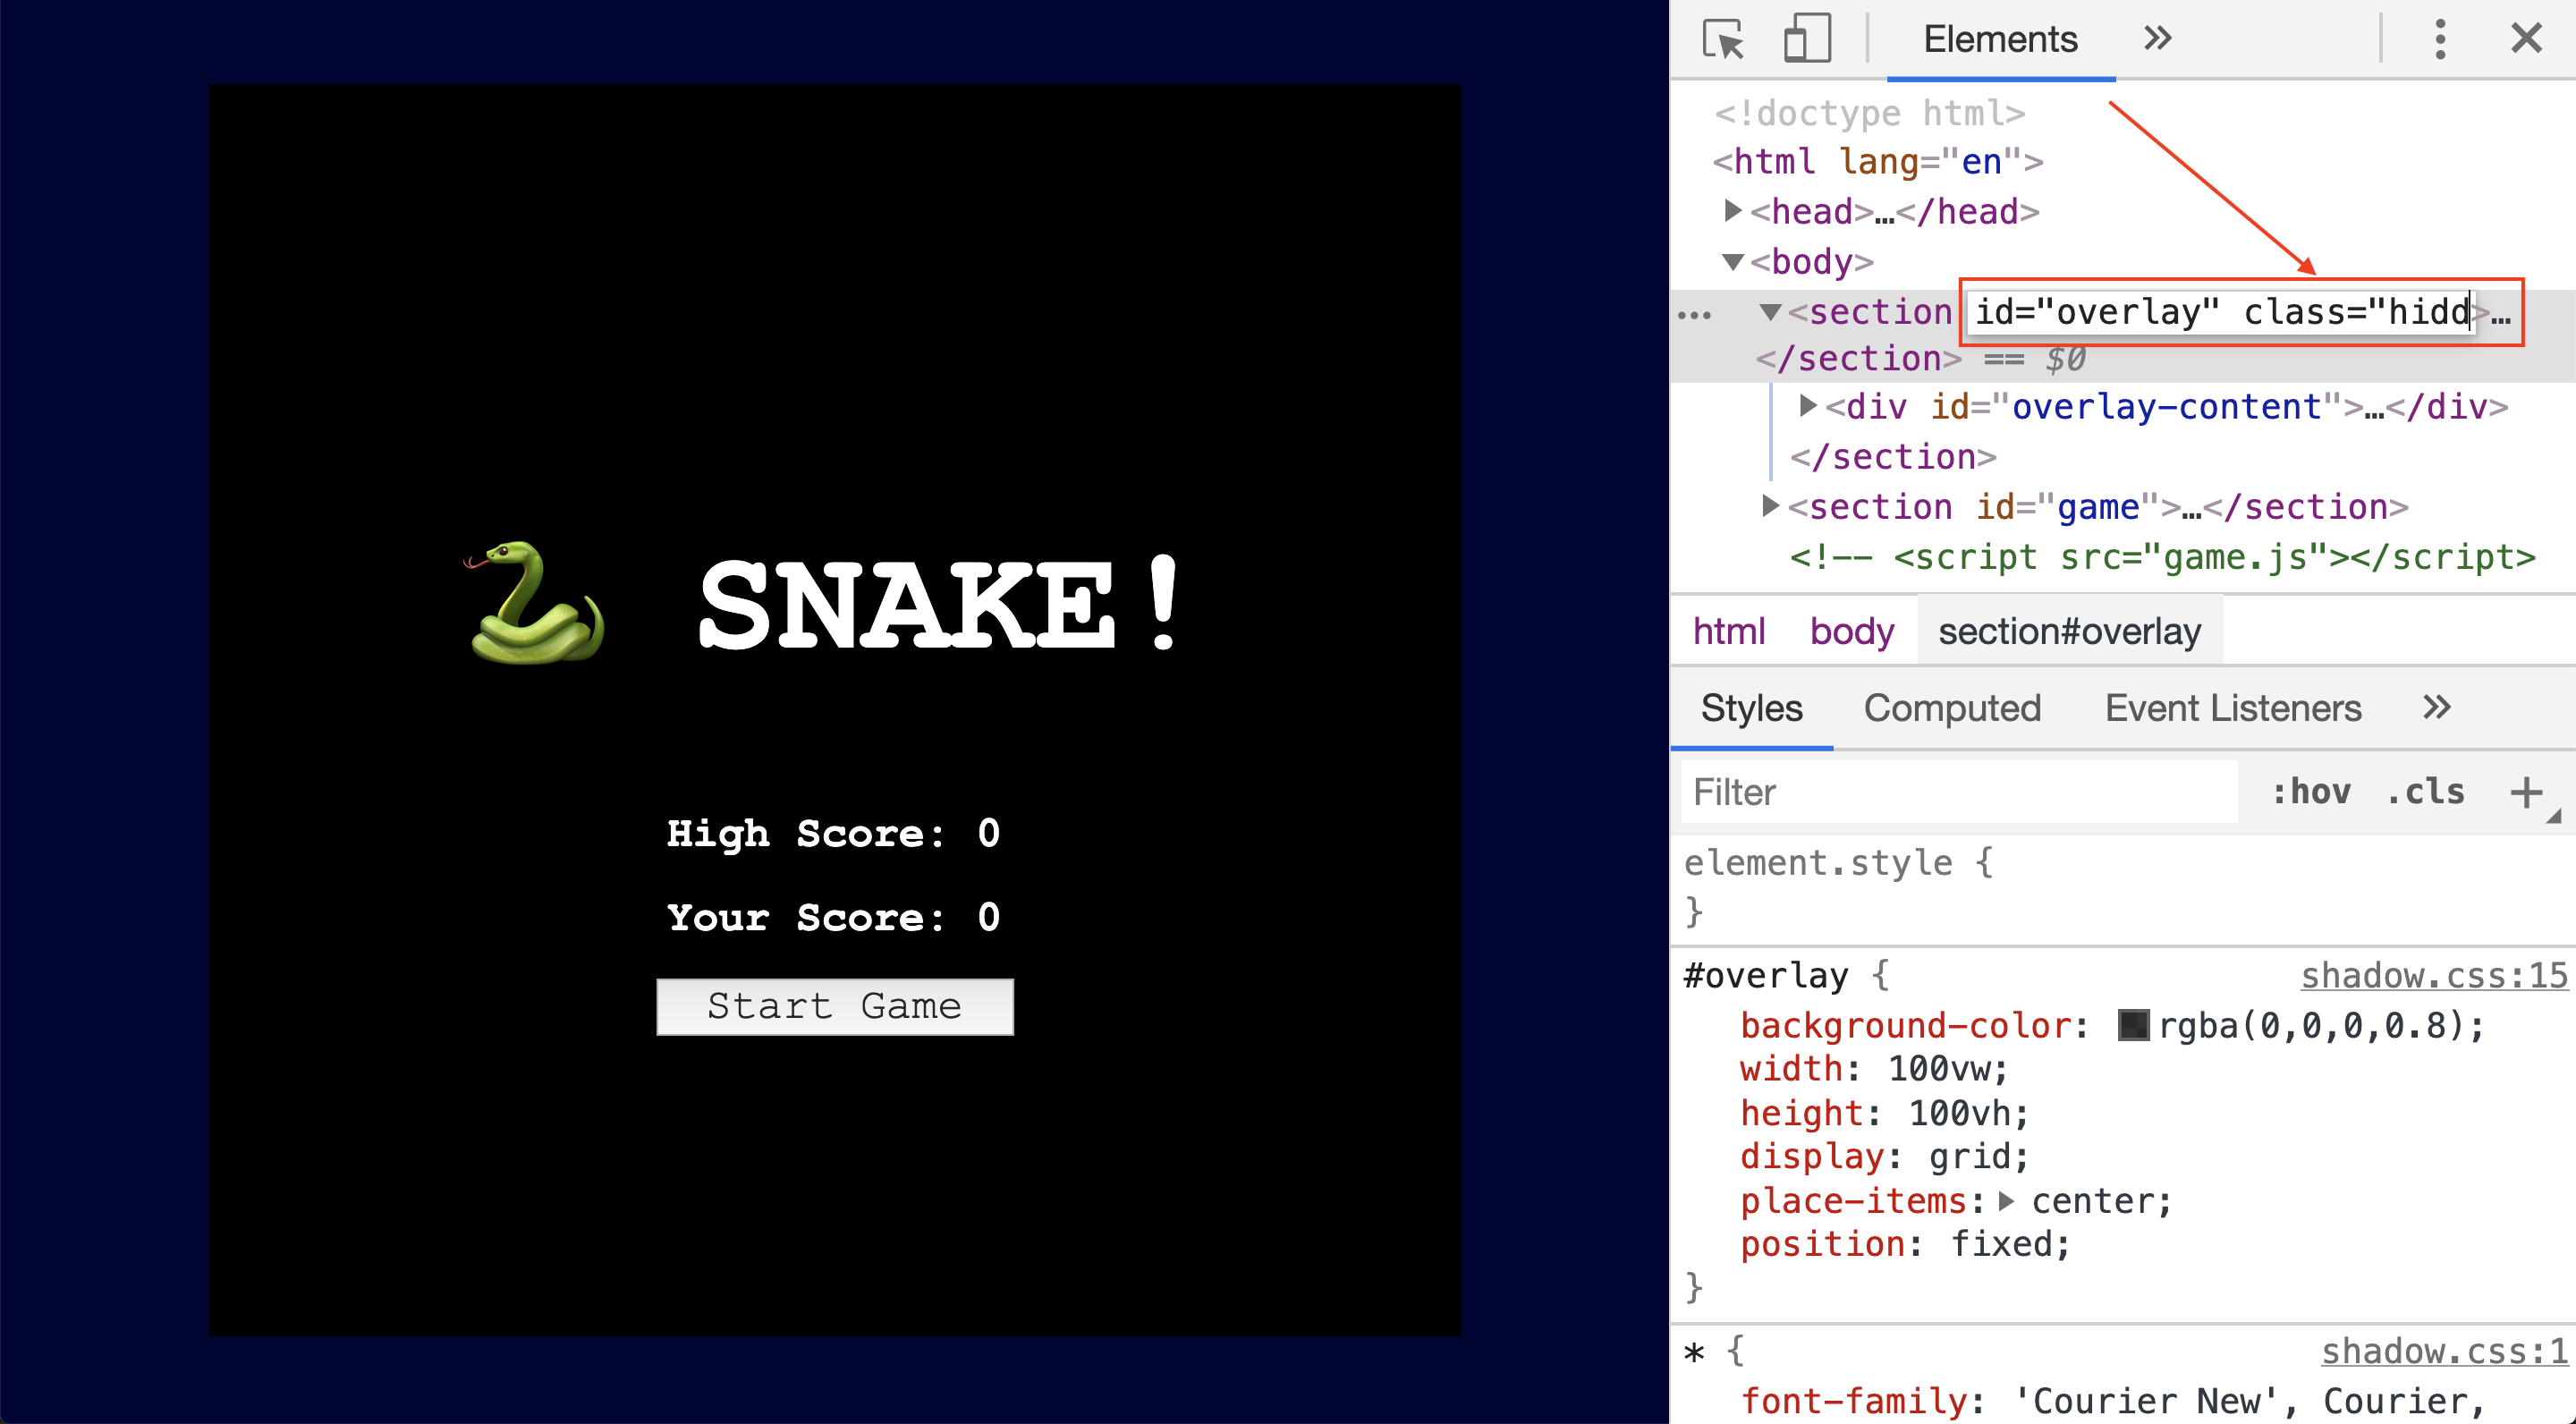 SNAKE!
High Score: 0
Your Score: 0
Start Game
Elements »
<!doctype html>
<html lang="en">
<head>…</head>
<body>
<section id="overlay" class="hidd>…
</section> == $0
<div id="overlay-content">…</div>
</section>
<section id="game">…</section>
<!-- <script src="game.js"></script>
html body section#overlay
Styles Computed Event Listeners »
Filter :hov .cls +
element.style {
}
#overlay { shadow.css:15
background-color: rgba(0,0,0,0.8);
width: 100vw;
height: 100vh;
display: grid;
place-items: center;
position: fixed;
}
* { shadow.css:1
font-family: 'Courier New', Courier,